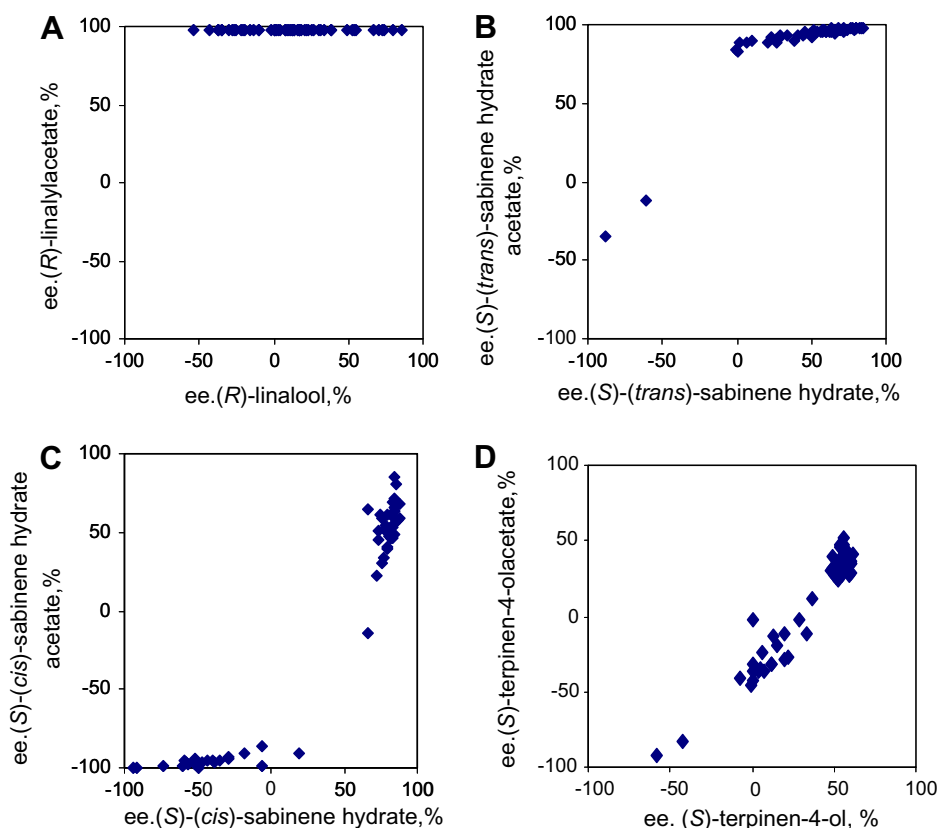 A
100
50
0
-50
-100
-100 -50 0 50 100
ee.(R)-linalylacetate,%
ee.(R)-linalool,%
B
100
50
0
-50
-100
-100 -50 0 50 100
ee.(S)-(trans)-sabinene hydrate
acetate,%
ee.(S)-(trans)-sabinene hydrate,%
C
100
50
0
-50
-100
-100 -50 0 50 100
ee.(S)-(cis)-sabinene hydrate
acetate,%
ee.(S)-(cis)-sabinene hydrate,%
D
100
50
0
-50
-100
-100 -50 0 50 100
ee.(S)-terpinen-4-olacetate,%
ee. (S)-terpinen-4-ol, %